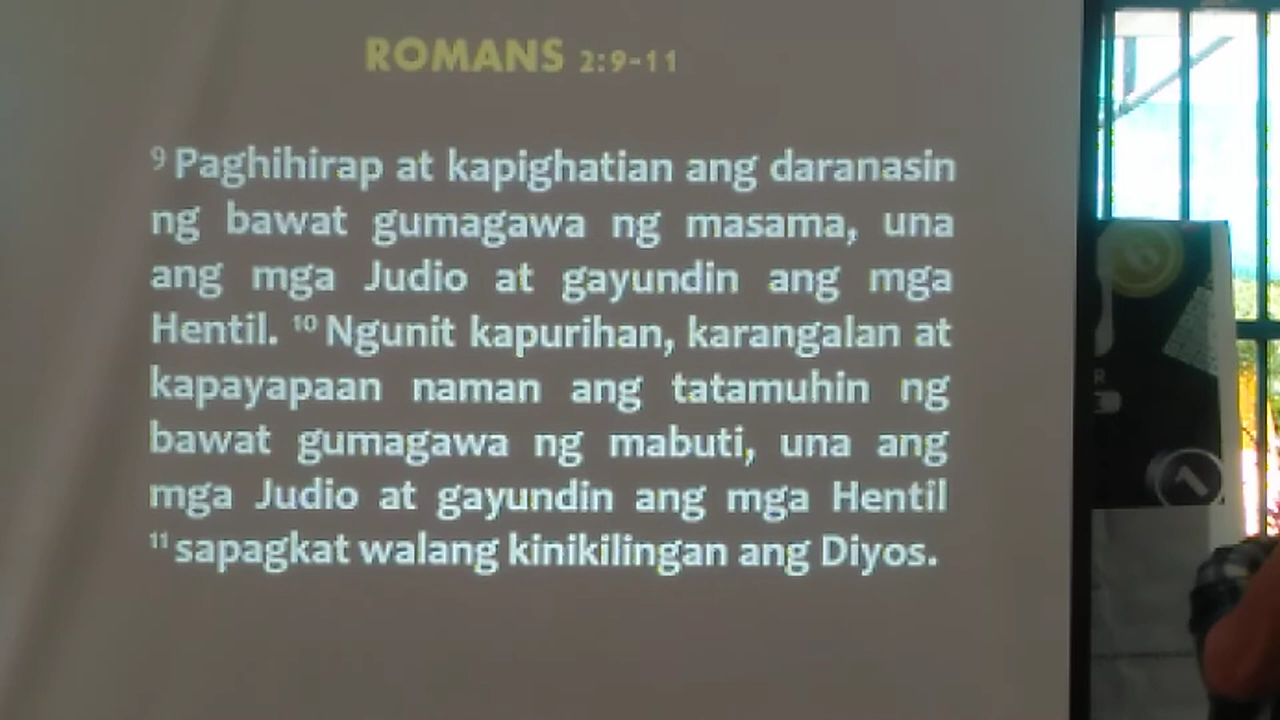 ROMANS 2:9-11
9 Paghihirap at kapighatian ang daranasin
ng bawat gumagawa ng masama, una
ang mga Judio at gayundin ang mga
Hentil. 10 Ngunit kapurihan, karangalan at
kapayapaan naman ang tatamuhin ng
bawat gumagawa ng mabuti, una ang
mga Judio at gayundin ang mga Hentil
11 sapagkat walang kinikilingan ang Diyos.
R